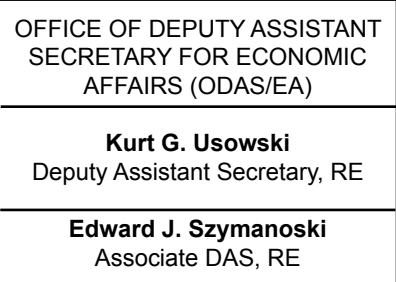 OFFICE OF DEPUTY ASSISTANT
SECRETARY FOR ECONOMIC
AFFAIRS (ODAS/EA)
Kurt G. Usowski
Deputy Assistant Secretary, RE
Edward J. Szymanoski
Associate DAS, RE